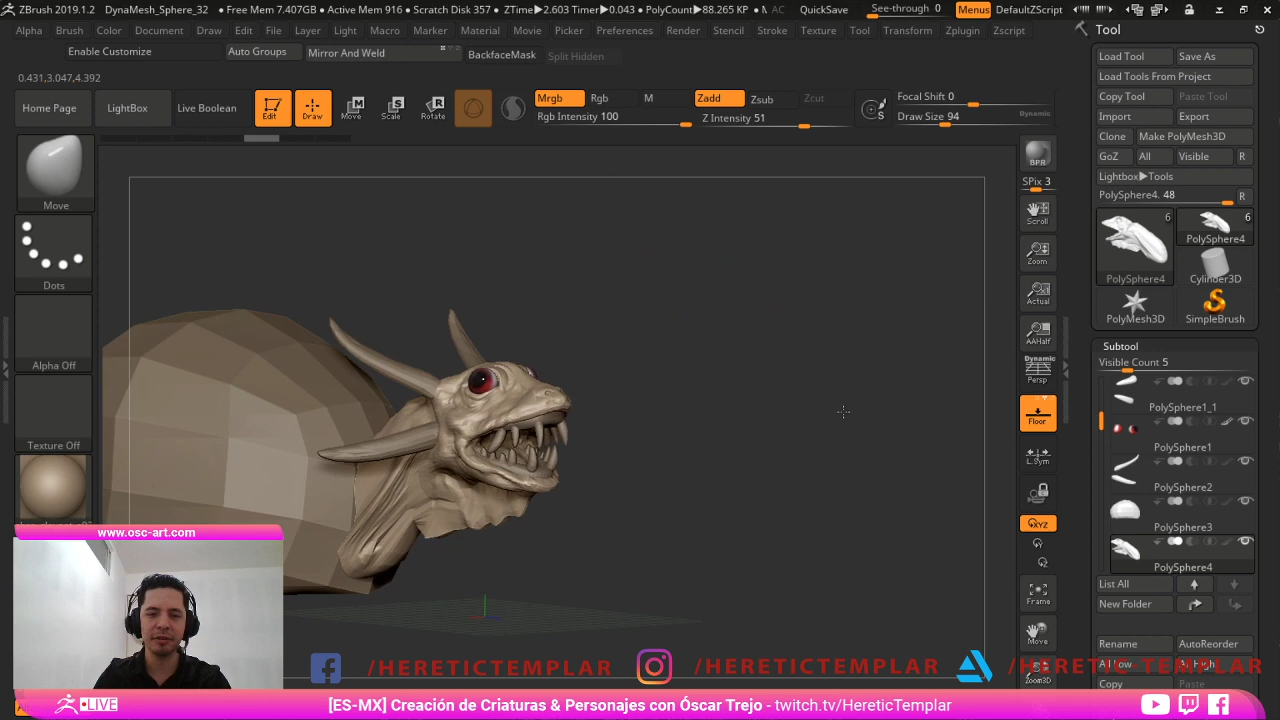 ZBrush 2019.1.2 DynaMesh_Sphere_32 • Free Mem 7.407GB • Active Mem 916 • Scratch Disk 357 • ZTime▶2.603 Timer▶0.043 • PolyCount▶88.265 KP • M AC QuickSave See-through 0 Menus DefaultZScript
Alpha Brush Color Document Draw Edit File Layer Light Macro Marker Material Movie Picker Preferences Render Stencil Stroke Texture Tool Transform Zplugin Zscript
Enable Customize Auto Groups Mirror And Weld BackfaceMask Split Hidden
0.431,3.047,4.392
Home Page LightBox Live Boolean Edit Draw Move Scale Rotate
Mrgb Rgb M Zadd Zsub Zcut Focal Shift 0
Rgb Intensity 100 Z Intensity 51 Draw Size 94 Dynamic
Move
Dots
Alpha Off
Texture Off
BPR
SPix 3
Scroll
Zoom
Actual
AAHalf
Dynamic
Persp
Floor
L.Sym
XYZ
Frame
Move
Zoom3D
Tool
Load Tool Save As
Load Tools From Project
Copy Tool Paste Tool
Import Export
Clone Make PolyMesh3D
GoZ All Visible R
Lightbox▶Tools
PolySphere4. 48 R
6 6
PolySphere4
PolySphere4 Cylinder3D
PolyMesh3D SimpleBrush
Subtool
Visible Count 5
PolySphere1_1
PolySphere1
PolySphere2
PolySphere3
PolySphere4
List All
New Folder
Rename AutoReorder
Copy Paste
www.osc-art.com
/HERETICTEMPLAR /HERETICTEMPLAR /HERETIC-TEMPLAR
LIVE [ES-MX] Creación de Criaturas & Personajes con Óscar Trejo - twitch.tv/HereticTemplar